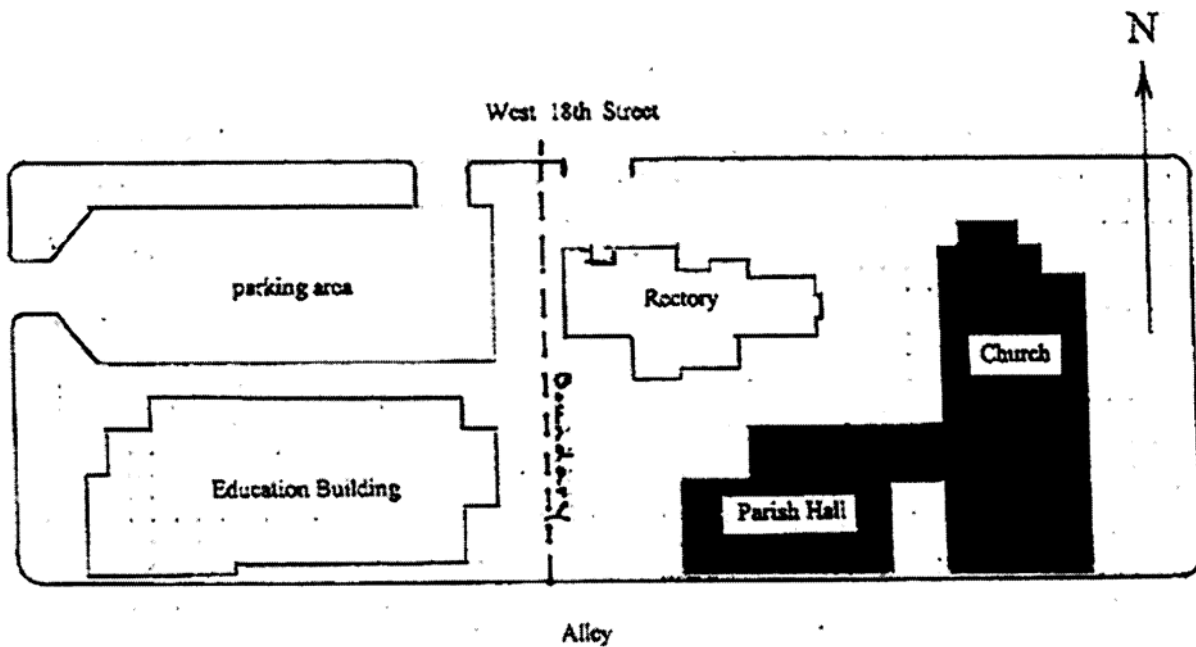 N
West 18th Street
parking area
Rectory
Church
Boundary
Education Building
Parish Hall
Alley